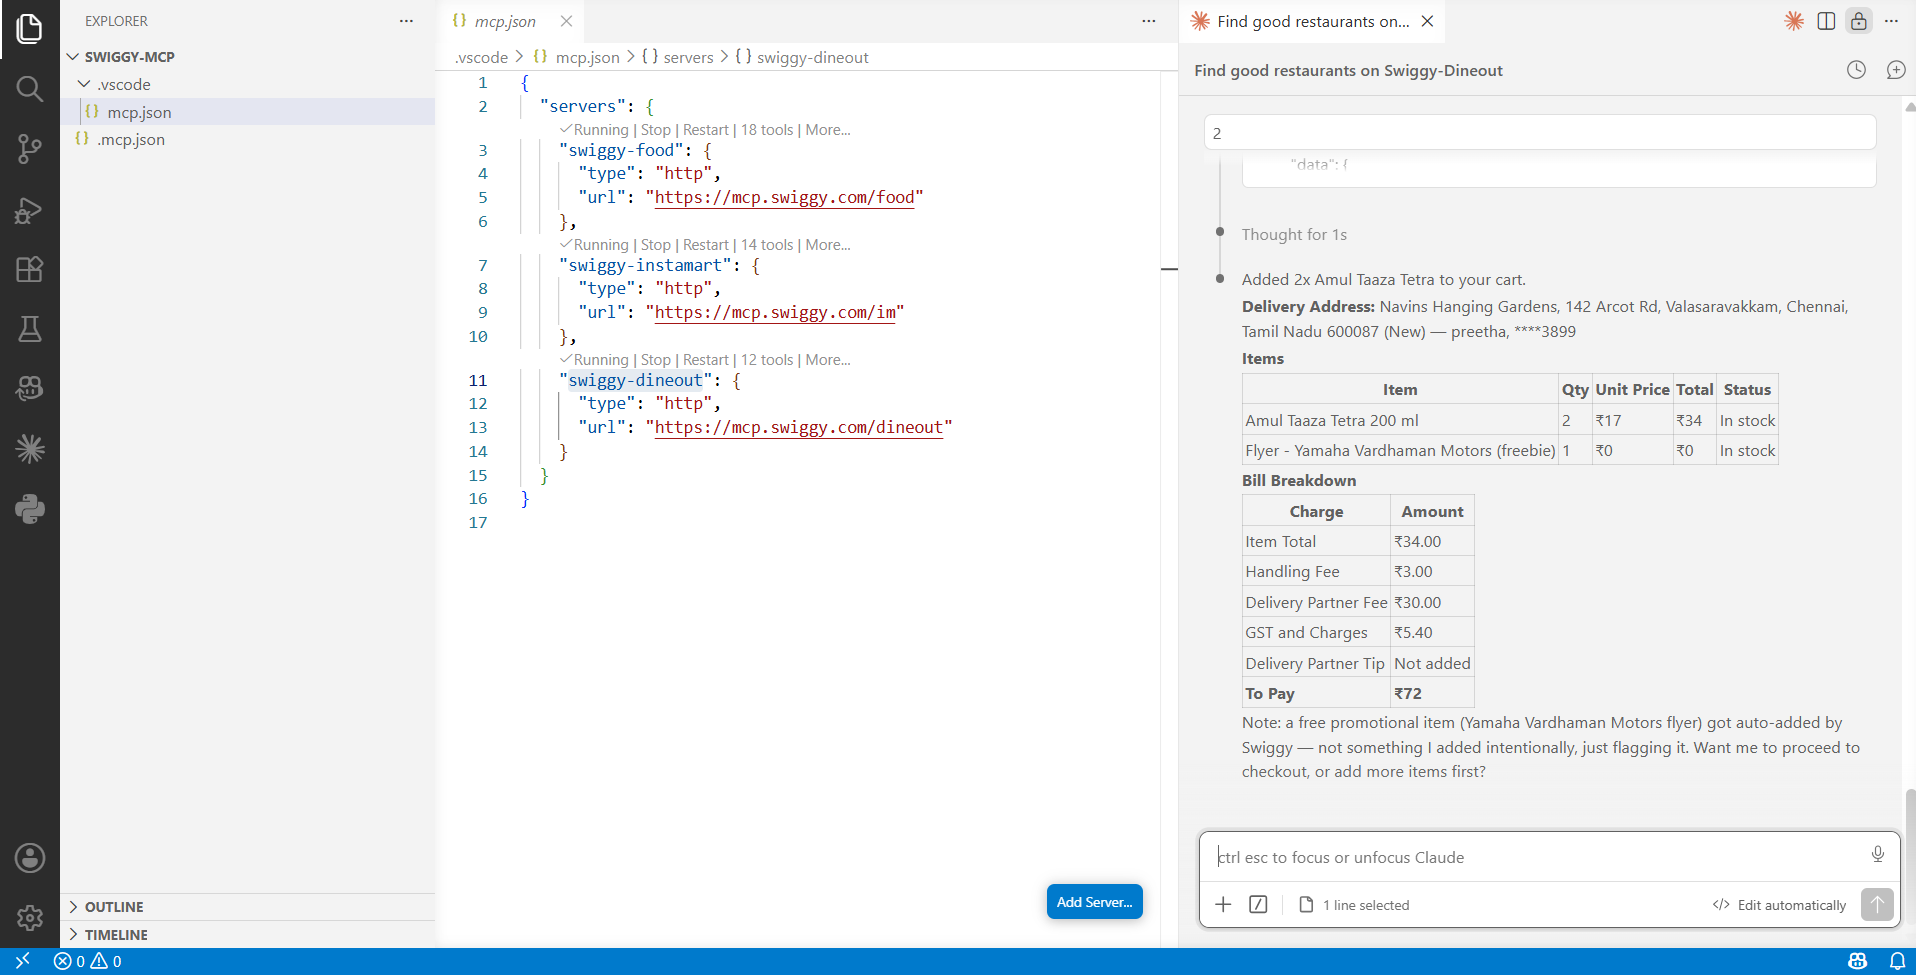 EXPLORER
SWIGGY-MCP
.vscode
{} mcp.json
{} .mcp.json
OUTLINE
TIMELINE
{} mcp.json
.vscode > {} mcp.json > {} servers > {} swiggy-dineout
1 {
2 "servers": {
✓Running | Stop | Restart | 18 tools | More...
3 "swiggy-food": {
4 "type": "http",
5 "url": "https://mcp.swiggy.com/food"
6 },
✓Running | Stop | Restart | 14 tools | More...
7 "swiggy-instamart": {
8 "type": "http",
9 "url": "https://mcp.swiggy.com/im"
10 },
✓Running | Stop | Restart | 12 tools | More...
11 "swiggy-dineout": {
12 "type": "http",
13 "url": "https://mcp.swiggy.com/dineout"
14 }
15 }
16 }
17
Add Server...
Find good restaurants on...
Find good restaurants on Swiggy-Dineout
2
"data": {
Thought for 1s
Added 2x Amul Taaza Tetra to your cart.
Delivery Address: Navins Hanging Gardens, 142 Arcot Rd, Valasaravakkam, Chennai,
Tamil Nadu 600087 (New) — preetha, ****3899
Items
Item Qty Unit Price Total Status
Amul Taaza Tetra 200 ml 2 ₹17 ₹34 In stock
Flyer - Yamaha Vardhaman Motors (freebie) 1 ₹0 ₹0 In stock
Bill Breakdown
Charge Amount
Item Total ₹34.00
Handling Fee ₹3.00
Delivery Partner Fee ₹30.00
GST and Charges ₹5.40
Delivery Partner Tip Not added
To Pay ₹72
Note: a free promotional item (Yamaha Vardhaman Motors flyer) got auto-added by
Swiggy — not something I added intentionally, just flagging it. Want me to proceed to
checkout, or add more items first?
ctrl esc to focus or unfocus Claude
1 line selected
</> Edit automatically
0 0